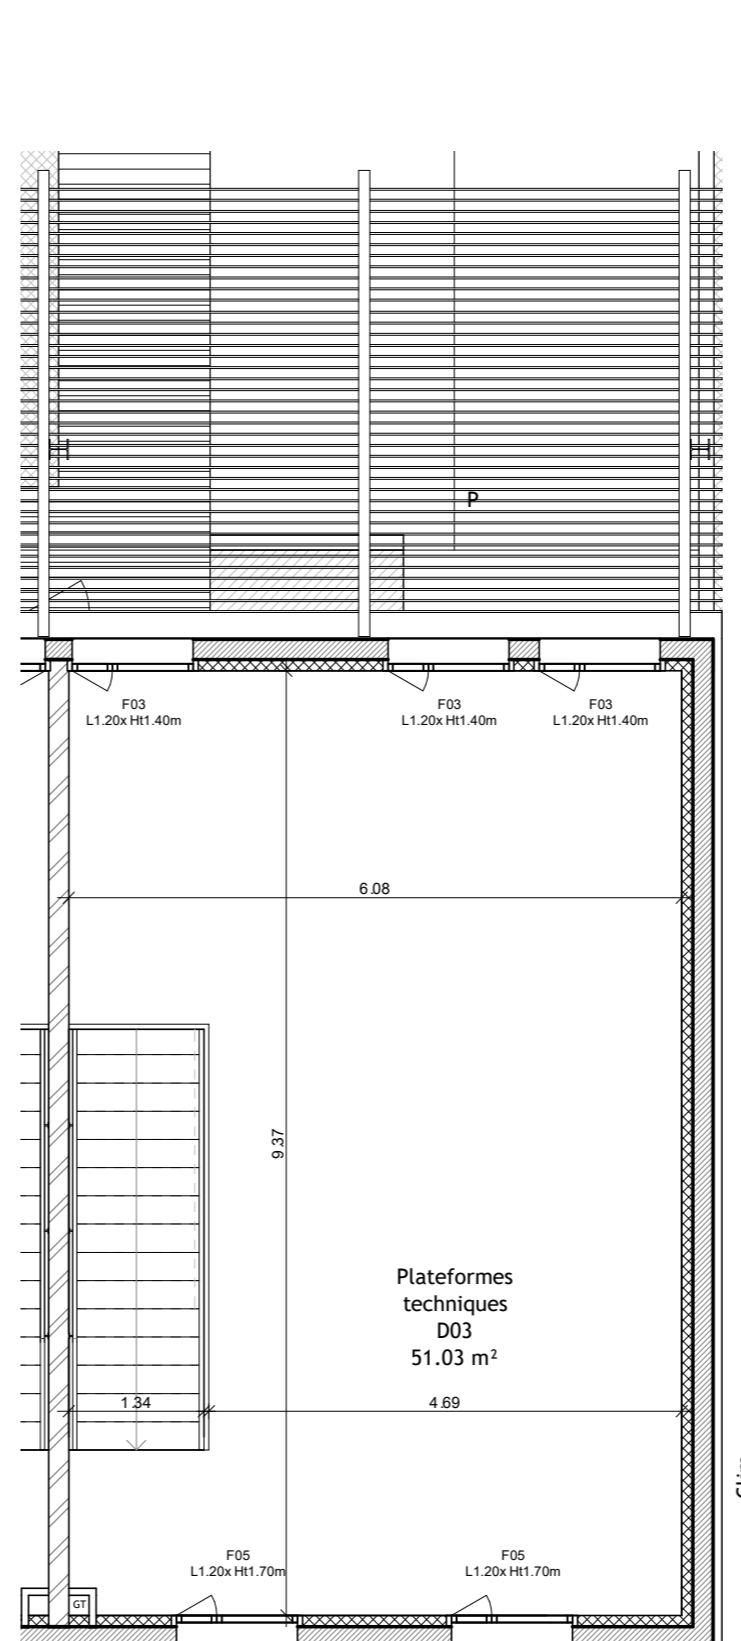 P
F03
L1.20x Ht1.40m
F03
L1.20x Ht1.40m
F03
L1.20x Ht1.40m
6.08
9.37
Plateformes
techniques
D03
51.03 m²
1.34
4.69
F05
L1.20x Ht1.70m
F05
L1.20x Ht1.70m
GT